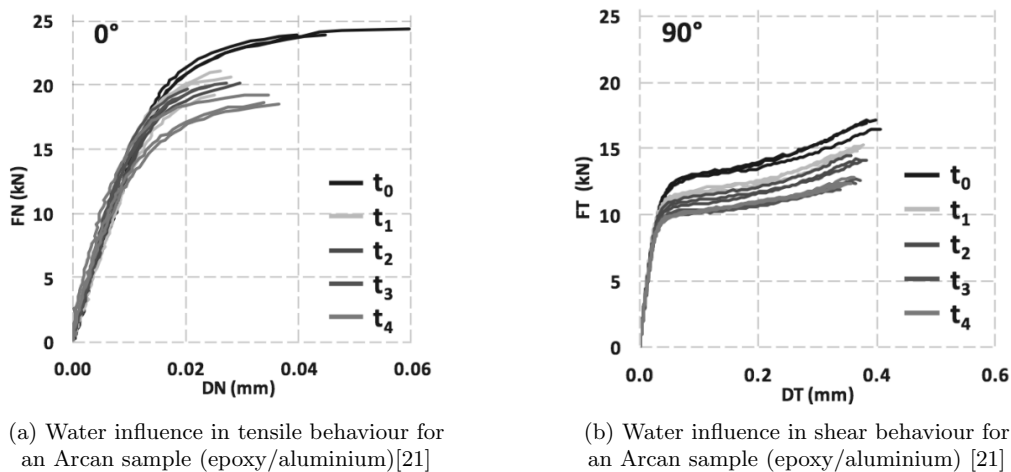 0°
FN (kN)
25
20
15
10
5
0
0.00 0.02 0.04 0.06
DN (mm)
t0
t1
t2
t3
t4
(a) Water influence in tensile behaviour for
an Arcan sample (epoxy/aluminium)[21]
90°
FT (kN)
25
20
15
10
5
0
0.0 0.2 0.4 0.6
DT (mm)
t0
t1
t2
t3
t4
(b) Water influence in shear behaviour for
an Arcan sample (epoxy/aluminium) [21]